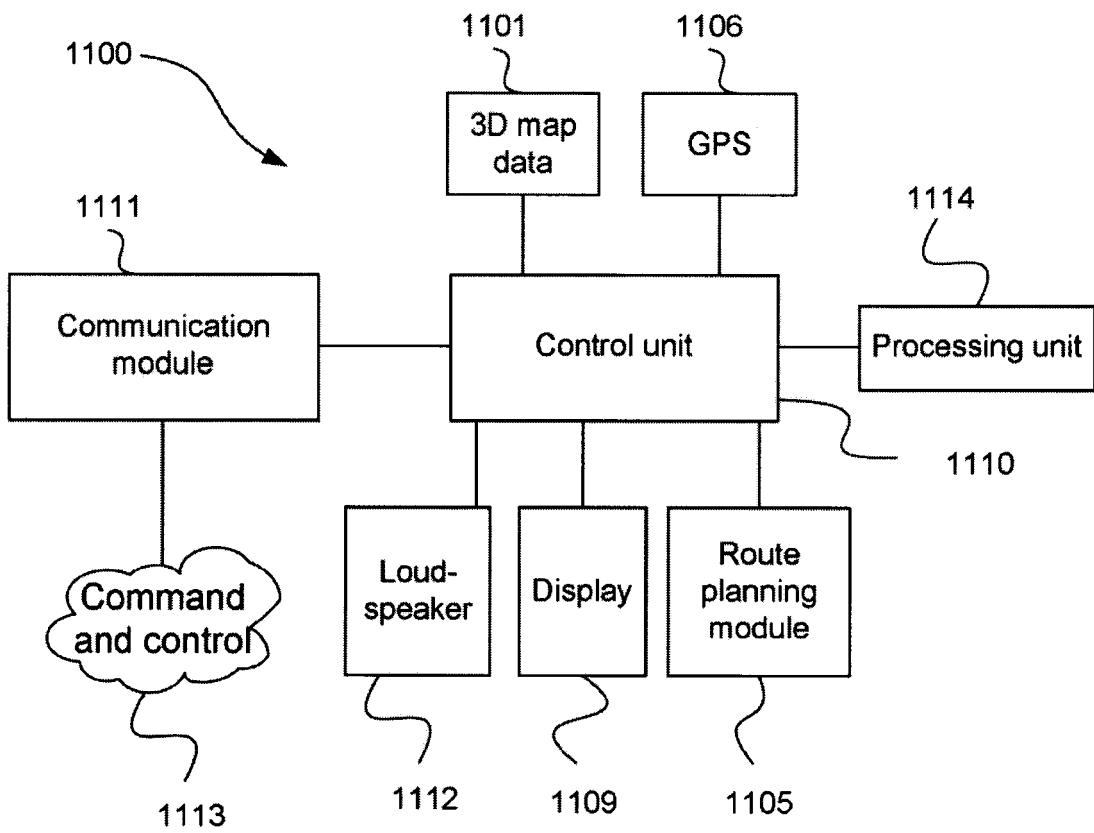 1101
1106
1100
3D map
data
GPS
1114
1111
Communication
module
Control unit
Processing unit
1110
Command
and control
Loud-
speaker
Display
Route
planning
module
1113
1112
1109
1105